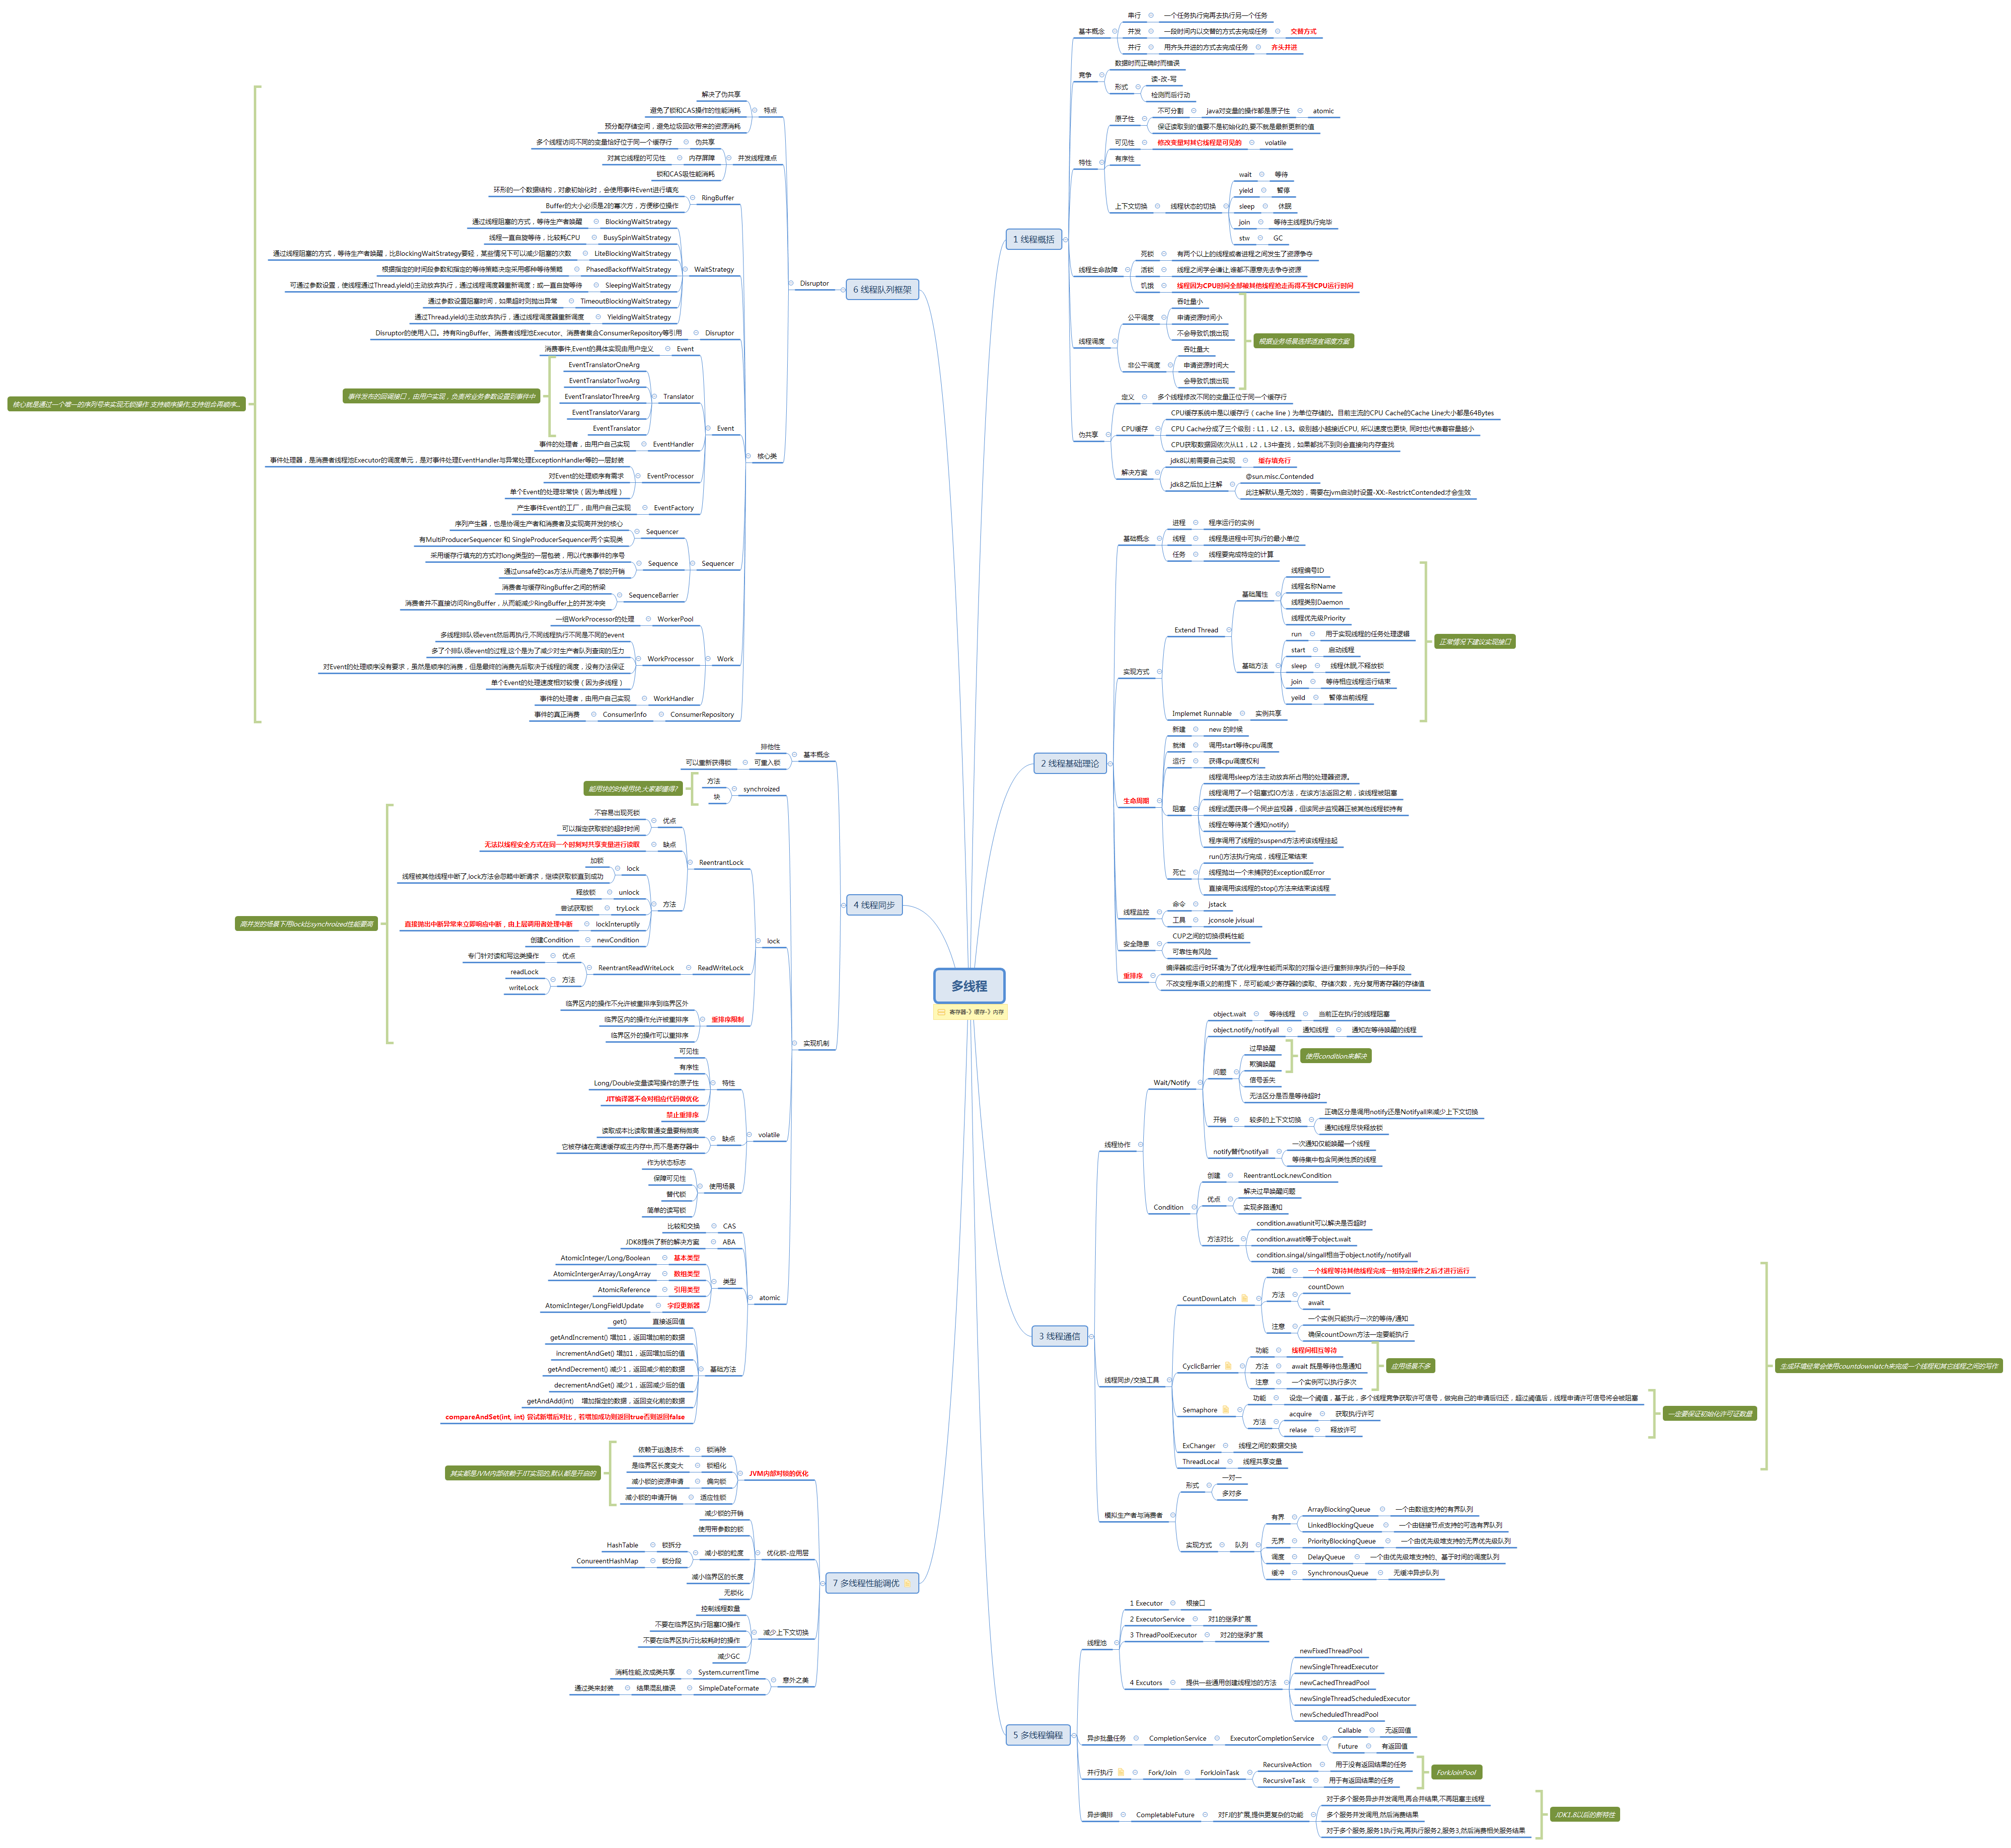 多线程
寄存器-》缓存-》内存
1 线程概括
基本概念
串行
一个任务执行完再去执行另一个任务
并发
一段时间内以交替的方式去完成任务
交替方式
并行
用齐头并进的方式去完成任务
齐头并进
竞争
数据时而正确时而错误
形式
读-改-写
检测而后行动
特性
原子性
不可分割
java对变量的操作都是原子性
atomic
保证读取到的值要不是初始化的,要不就是最新更新的值
可见性
修改变量对其它线程是可见的
volatile
有序性
上下文切换
线程状态的切换
wait
等待
yield
暂停
sleep
休眠
join
等待主线程执行完毕
stw
GC
线程生命故障
死锁
有两个以上的线程或者进程之间发生了资源争夺
活锁
线程之间学会谦让,谁都不愿意先去争夺资源
饥饿
线程因为CPU时间全部被其他线程抢走而得不到CPU运行时间
线程调度
公平调度
吞吐量小
申请资源时间小
不会导致饥饿出现
非公平调度
吞吐量大
申请资源时间大
会导致饥饿出现
根据业务场景选择适宜调度方案
伪共享
定义
多个线程修改不同的变量正位于同一个缓存行
CPU缓存
CPU缓存系统中是以缓存行（cache line）为单位存储的。目前主流的CPU Cache的Cache Line大小都是64Bytes
CPU Cache分成了三个级别：L1，L2，L3。级别越小越接近CPU, 所以速度也更快, 同时也代表着容量越小
CPU获取数据回依次从L1，L2，L3中查找，如果都找不到则会直接向内存查找
解决方案
jdk8以前需要自己实现
缓存填充行
jdk8之后加上注解
@sun.misc.Contended
此注解默认是无效的，需要在jvm启动时设置-XX:-RestrictContended才会生效
2 线程基础理论
基础概念
进程
程序运行的实例
线程
线程是进程中可执行的最小单位
任务
线程要完成特定的计算
实现方式
Extend Thread
基础属性
线程编号ID
线程名称Name
线程类别Daemon
线程优先级Priority
基础方法
run
用于实现线程的任务处理逻辑
start
启动线程
sleep
线程休眠,不释放锁
join
等待相应线程运行结束
yeild
暂停当前线程
Implemet Runnable
实例共享
正常情况下建议实现接口
生命周期
新建
new 的时候
就绪
调用start等待cpu调度
运行
获得cpu调度权利
阻塞
线程调用sleep方法主动放弃所占用的处理器资源。
线程调用了一个阻塞式IO方法，在该方法返回之前，该线程被阻塞
线程试图获得一个同步监视器，但该同步监视器正被其他线程锁持有
线程在等待某个通知(notify)
程序调用了线程的suspend方法将该线程挂起
死亡
run()方法执行完成，线程正常结束
线程抛出一个未捕获的Exception或Error
直接调用该线程的stop()方法来结束该线程
线程监控
命令
jstack
工具
jconsole Jvisual
安全隐患
CUP之间的切换很耗性能
可靠性有风险
重排序
编译器或运行时环境为了优化程序性能而采取的对指令进行重新排序执行的一种手段
不改变程序语义的前提下，尽可能减少寄存器的读取、存储次数，充分复用寄存器的存储值
3 线程通信
线程协作
Wait/Notify
object.wait
等待线程
当前正在执行的线程阻塞
object.notify/notifyall
通知线程
通知在等待唤醒的线程
问题
过早唤醒
欺骗唤醒
信号丢失
无法区分是否是等待超时
使用condition来解决
开销
较多的上下文切换
正确区分是调用notify还是Notifyall来减少上下文切换
通知线程尽快释放锁
notify替代notifyall
一次通知仅能唤醒一个线程
等待集中包含同类性质的线程
Condition
创建
ReentrantLock.newCondition
优点
解决过早唤醒问题
实现多路通知
方法对比
condition.awatiunit可以解决是否超时
condition.awatit等于object.wait
condition.singal/singall相当于object.notify/notifyall
线程同步/交换工具
CountDownLatch
功能
一个线程等待其他线程完成一组特定操作之后才进行运行
方法
countDown
await
注意
一个实例只能执行一次的等待/通知
确保countDown方法一定要能执行
CyclicBarrier
功能
线程间相互等待
方法
await 既是等待也是通知
注意
一个实例可以执行多次
应用场景不多
Semaphore
功能
设定一个阈值，基于此，多个线程竞争获取许可信号，做完自己的申请后归还，超过阈值后，线程申请许可信号将会被阻塞
方法
acquire
获取执行许可
relase
释放许可
一定要保证初始化许可证数量
ExChanger
线程之间的数据交换
ThreadLocal
线程共享变量
生成环境经常会使用countdownlatch来完成一个线程和其它线程之间的写作
模拟生产者与消费者
形式
一对一
多对多
实现方式
队列
有界
ArrayBlockingQueue
一个由数组支持的有界队列
LinkedBlockingQueue
一个由链接节点支持的可选有界队列
无界
PriorityBlockingQueue
一个由优先级堆支持的无界优先级队列
调度
DelayQueue
一个由优先级堆支持的、基于时间的调度队列
缓冲
SynchronousQueue
无缓冲异步队列
5 多线程编程
线程池
1 Executor
根接口
2 ExecutorService
对1的继承扩展
3 ThreadPoolExecutor
对2的继承扩展
4 Excutors
提供一些通用创建线程池的方法
newFixedThreadPool
newSingleThreadExecutor
newCachedThreadPool
newSingleThreadScheduledExecutor
newScheduledThreadPool
异步批量任务
CompletionService
ExecutorCompletionService
Callable
无返回值
Future
有返回值
并行执行
Fork/Join
ForkJoinTask
RecursiveAction
用于没有返回结果的任务
RecursiveTask
用于有返回结果的任务
ForkJoinPool
异步编排
CompletableFuture
对FJ的扩展,提供更复杂的功能
对于多个服务异步并发调用,再合并结果,不再阻塞主线程
多个服务并发调用,然后消费结果
对于多个服务,服务1执行完,再执行服务2,服务3,然后消费相关服务结果
JDK1.8以后的新特性
6 线程队列框架
Disruptor
特点
解决了伪共享
避免了锁和CAS操作的性能消耗
预分配存储空间，避免垃圾回收带来的资源消耗
并发线程难点
伪共享
多个线程访问不同的变量恰好位于同一个缓存行
内存屏障
对其它线程的可见性
锁和CAS吸性能消耗
核心类
RingBuffer
环形的一个数据结构，对象初始化时，会使用事件Event进行填充
Buffer的大小必须是2的幂次方，方便移位操作
WaitStrategy
BlockingWaitStrategy
通过线程阻塞的方式，等待生产者唤醒
BusySpinWaitStrategy
线程一直自旋等待，比较耗CPU
LiteBlockingWaitStrategy
通过线程阻塞的方式，等待生产者唤醒，比BlockingWaitStrategy要轻，某些情况下可以减少阻塞的次数
PhasedBackoffWaitStrategy
根据指定的时间段参数和指定的等待策略决定采用哪种等待策略
SleepingWaitStrategy
可通过参数设置，使线程通过Thread.yield()主动放弃执行，通过线程调度器重新调度；或一直自旋等待
TimeoutBlockingWaitStrategy
通过参数设置阻塞时间，如果超时则抛出异常
YieldingWaitStrategy
通过Thread.yield()主动放弃执行，通过线程调度器重新调度
Disruptor
Disruptor的使用入口。持有RingBuffer、消费者线程池Executor、消费者集合ConsumerRepository等引用
Event
Event
消费事件,Event的具体实现由用户定义
Translator
EventTranslatorOneArg
EventTranslatorTwoArg
EventTranslatorThreeArg
EventTranslatorVararg
EventTranslator
事件发布的回调接口，由用户实现，负责将业务参数设置到事件中
EventHandler
事件的处理者，由用户自己实现
EventProcessor
事件处理器，是消费者线程池Executor的调度单元，是对事件处理EventHandler与异常处理ExceptionHandler等的一层封装
对Event的处理顺序有需求
单个Event的处理非常快（因为单线程）
EventFactory
产生事件Event的工厂，由用户自己实现
Sequencer
Sequencer
序列产生器，也是协调生产者和消费者及实现高并发的核心
有MultiProducerSequencer 和 SingleProducerSequencer两个实现类
Sequence
采用缓存行填充的方式对long类型的一层包装，用以代表事件的序号
通过unsafe的cas方法从而避免了锁的开销
SequenceBarrier
消费者与缓存RingBuffer之间的桥梁
消费者并不直接访问RingBuffer，从而能减少RingBuffer上的并发冲突
Work
WorkerPool
一组WorkProcessor的处理
WorkProcessor
多线程排队领event然后再执行,不同线程执行不同是不同的event
多了个排队领event的过程,这个是为了减少对生产者队列查询的压力
对Event的处理顺序没有要求，虽然是顺序的消费，但是最终的消费先后取决于线程的调度，没有办法保证
单个Event的处理速度相对较慢（因为多线程）
WorkHandler
事件的处理者，由用户自己实现
ConsumerRepository
ConsumerInfo
事件的真正消费
核心就是通过一个唯一的序列号来实现无锁操作 支持顺序操作,支持组合再顺序...
4 线程同步
基本概念
排他性
可重入锁
可以重新获得锁
实现机制
synchroized
方法
块
能用块的时候用块,大家都懂得?
lock
ReentrantLock
优点
不容易出现死锁
可以指定获取锁的超时时间
缺点
无法以线程安全方式在同一个时刻对共享变量进行读取
方法
lock
加锁
线程被其他线程中断了,lock方法会忽略中断请求，继续获取锁直到成功
unlock
释放锁
tryLock
尝试获取锁
lockInteruptily
直接抛出中断异常来立即响应中断，由上层调用者处理中断
newCondition
创建Condition
ReadWriteLock
ReentrantReadWriteLock
优点
专门针对读和写这类操作
方法
readLock
writeLock
重排序限制
临界区内的操作不允许被重排序到临界区外
临界区内的操作允许被重排序
临界区外的操作可以重排序
高并发的场景下用lock比synchroized性能要高
volatile
特性
可见性
有序性
Long/Double变量读写操作的原子性
JIT编译器不会对相应代码做优化
禁止重排序
缺点
读取成本比读取普通变量要稍微高
它被存储在高速缓存或主内存中,而不是寄存器中
使用场景
作为状态标志
保障可见性
替代锁
简单的读写锁
atomic
CAS
比较和交换
ABA
JDK8提供了新的解决方案
类型
基本类型
AtomicInteger/Long/Boolean
数组类型
AtomicIntergerArray/LongArray
引用类型
AtomicReference
字段更新器
AtomicInteger/LongFieldUpdate
基础方法
get() 直接返回值
getAndIncrement() 增加1，返回增加前的数据
incrementAndGet() 增加1，返回增加后的值
getAndDecrement() 减少1，返回减少前的数据
decrementAndGet() 减少1，返回减少后的值
getAndAdd(int) 增加指定的数据，返回变化前的数据
compareAndSet(int, int) 尝试新增后对比，若增加成功则返回true否则返回false
7 多线程性能调优
JVM内部对锁的优化
锁消除
依赖于逃逸技术
锁粗化
是临界区长度变大
偏向锁
减小锁的资源申请
适应性锁
减小锁的申请开销
其实都是JVM内部依赖于JIT实现的,默认都是开启的
优化锁-应用层
减少锁的开销
使用带参数的锁
减小锁的粒度
锁拆分
HashTable
锁分段
ConureentHashMap
减小临界区的长度
无锁化
减少上下文切换
控制线程数量
不要在临界区执行阻塞IO操作
不要在临界区执行比较耗时的操作
减少GC
意外之美
System.currentTime
消耗性能,改成类共享
SimpleDateFormate
结果混乱错误
通过类来封装